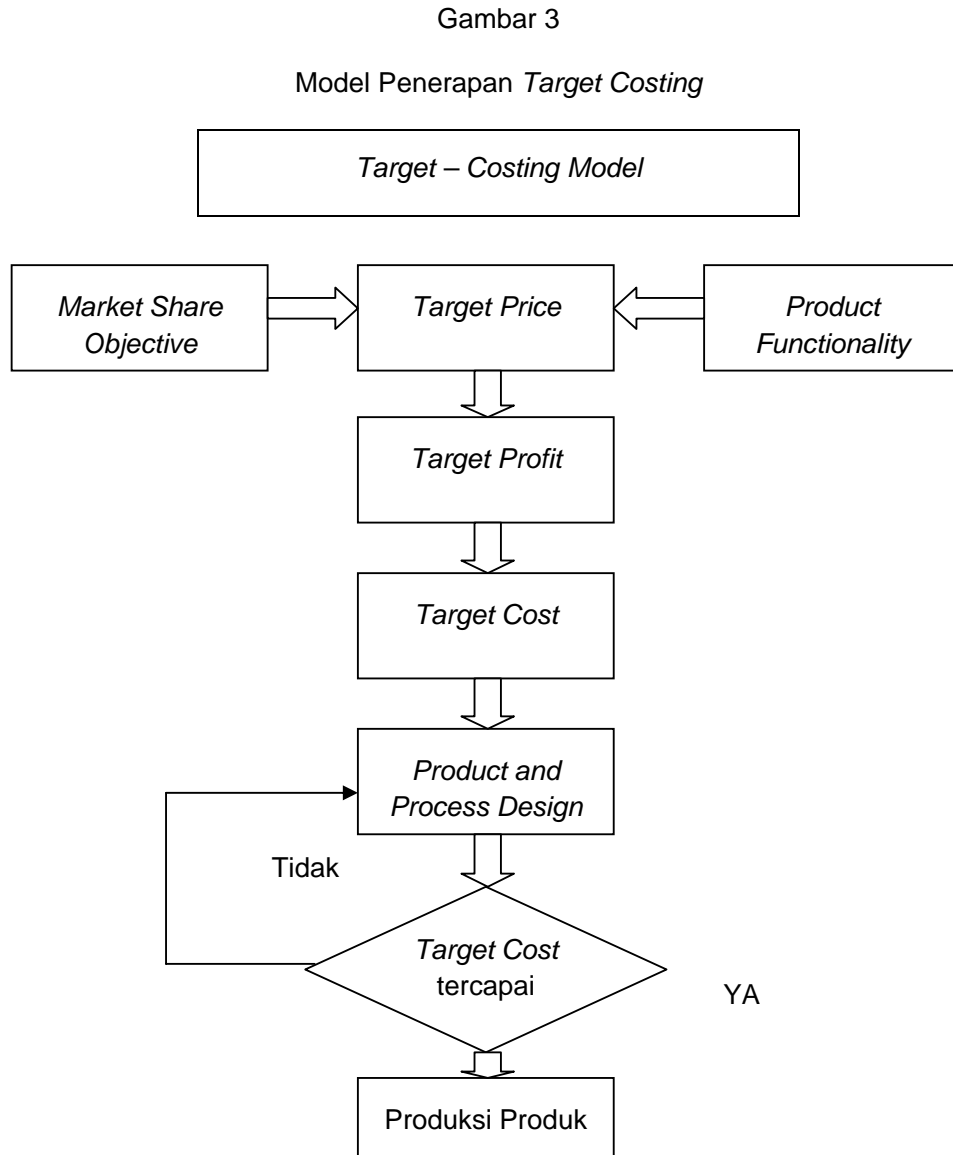 Gambar 3
Model Penerapan Target Costing
Target – Costing Model
Market Share
Objective
Target Price
Product
Functionality
Target Profit
Target Cost
Product and
Process Design
Tidak
Target Cost
tercapai
YA
Produksi Produk